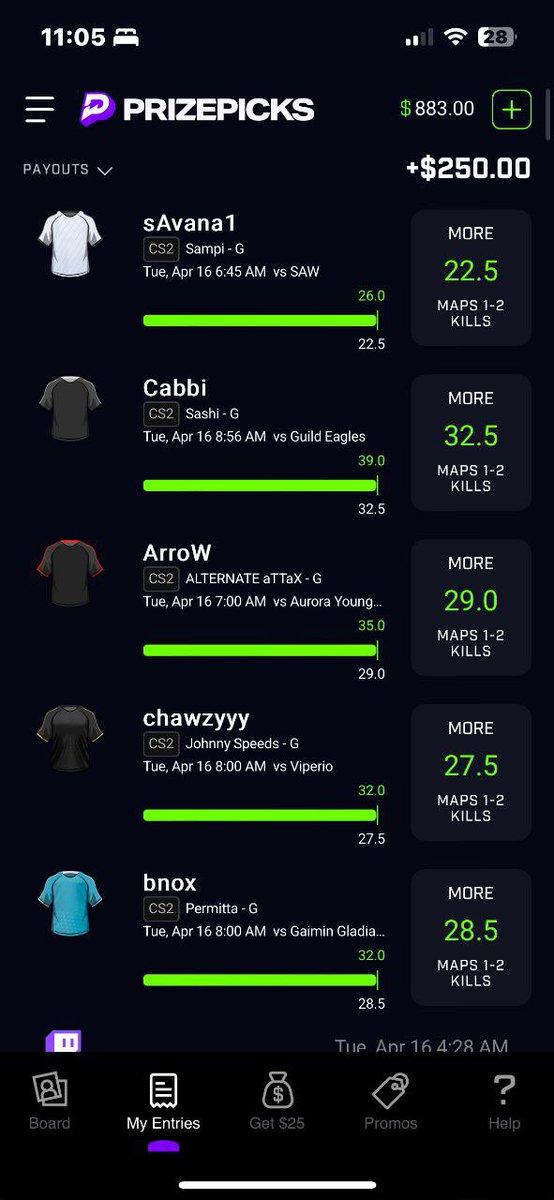 11:05
28
PRIZEPICKS
$ 883.00
PAYOUTS
+$250.00
sAvana1
CS2 Sampi - G
Tue, Apr 16 6:45 AM vs SAW
26.0
22.5
MORE
22.5
MAPS 1-2
KILLS
Cabbi
CS2 Sashi - G
Tue, Apr 16 8:56 AM vs Guild Eagles
39.0
32.5
MORE
32.5
MAPS 1-2
KILLS
ArroW
CS2 ALTERNATE aTTaX - G
Tue, Apr 16 7:00 AM vs Aurora Young...
35.0
29.0
MORE
29.0
MAPS 1-2
KILLS
chawzyyy
CS2 Johnny Speeds - G
Tue, Apr 16 8:00 AM vs Viperio
32.0
27.5
MORE
27.5
MAPS 1-2
KILLS
bnox
CS2 Permitta - G
Tue, Apr 16 8:00 AM vs Gaimin Gladia...
32.0
28.5
MORE
28.5
MAPS 1-2
KILLS
Tue, Apr 16 4:28 AM
Board
My Entries
Get $25
Promos
Help